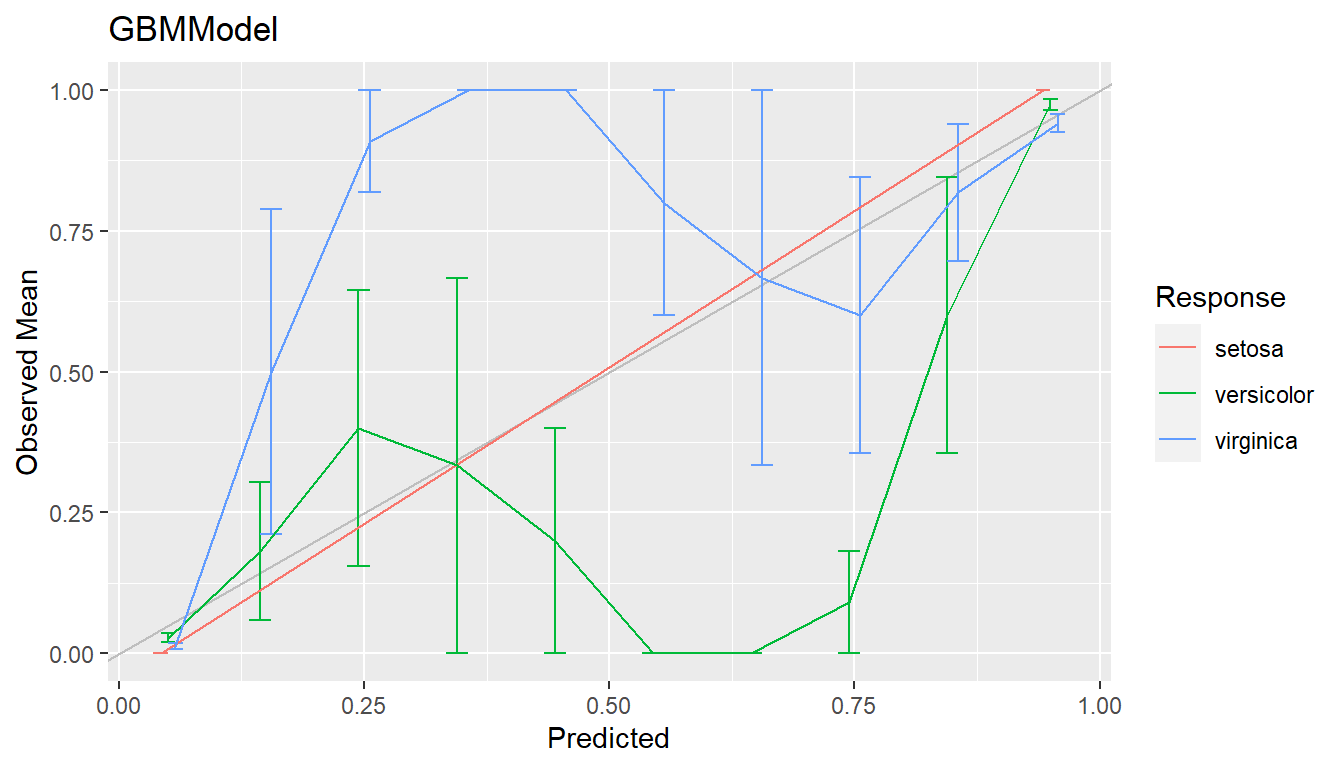 GBMModel
1.00
0.75
0.50
0.25
0.00
Observed Mean
0.00 0.25 0.50 0.75 1.00
Predicted
Response
setosa
versicolor
virginica